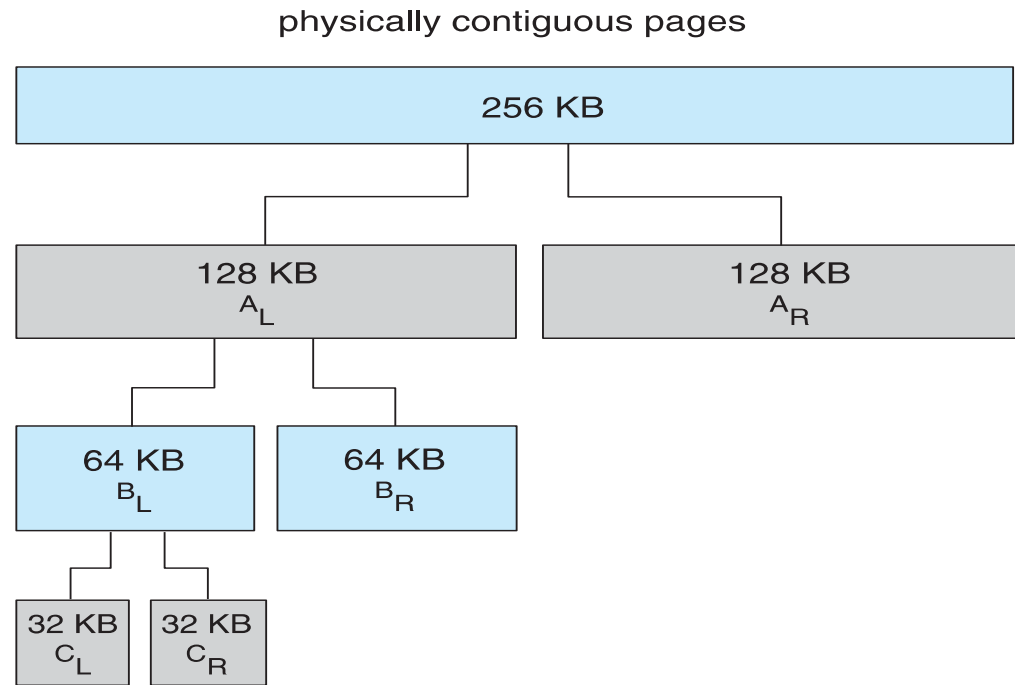 physically contiguous pages
256 KB
128 KB
A_L
128 KB
A_R
64 KB
B_L
64 KB
B_R
32 KB
C_L
32 KB
C_R